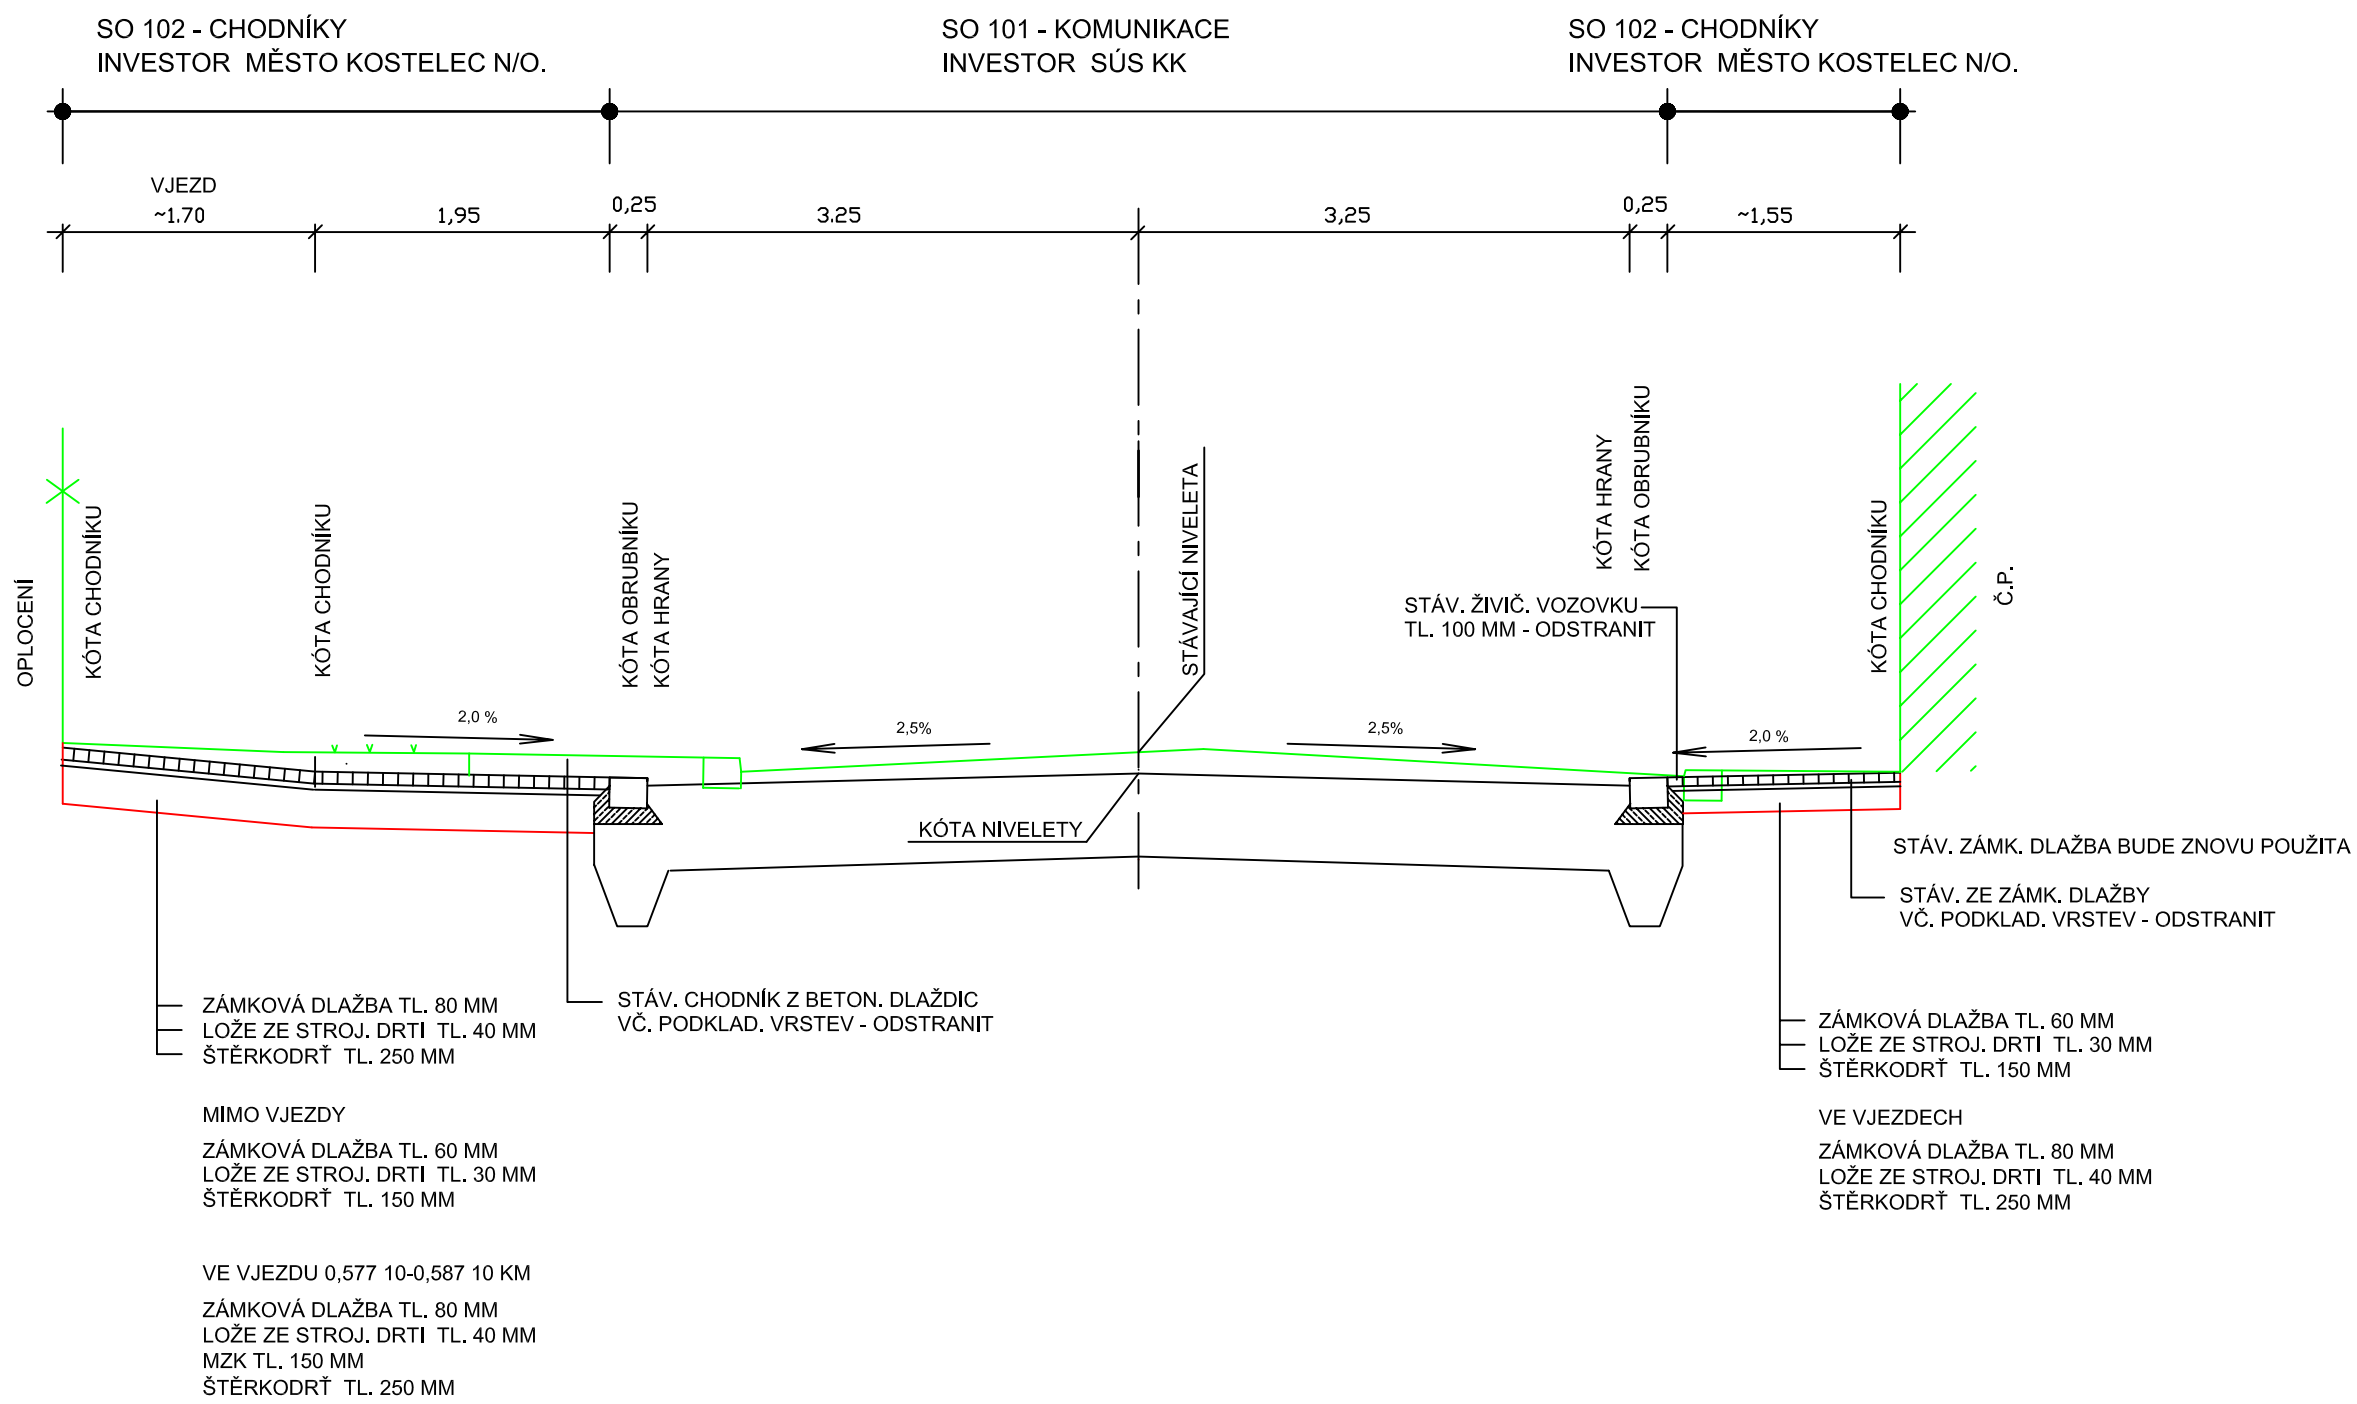 SO 102 - CHODNÍKY
INVESTOR MĚSTO KOSTELEC N/O.
SO 101 - KOMUNIKACE
INVESTOR SÚS KK
SO 102 - CHODNÍKY
INVESTOR MĚSTO KOSTELEC N/O.
VJEZD
~1.70
1,95
0,25
3.25
3,25
0,25
~1,55
OPLOCENÍ
KÓTA CHODNÍKU
KÓTA CHODNÍKU
KÓTA OBRUBNÍKU
KÓTA HRANY
STÁVAJÍCÍ NIVELETA
KÓTA HRANY
KÓTA OBRUBNÍKU
KÓTA CHODNÍKU
Č.P.
STÁV. ŽIVIČ. VOZOVKU
TL. 100 MM - ODSTRANIT
2,0 %
2,5%
2,5%
2,0 %
KÓTA NIVELETY
STÁV. ZÁMK. DLAŽBA BUDE ZNOVU POUŽITA
STÁV. ZE ZÁMK. DLAŽBY
VČ. PODKLAD. VRSTEV - ODSTRANIT
ZÁMKOVÁ DLAŽBA TL. 80 MM
LOŽE ZE STROJ. DRTI TL. 40 MM
ŠTĚRKODRŤ TL. 250 MM
STÁV. CHODNÍK Z BETON. DLAŽDIC
VČ. PODKLAD. VRSTEV - ODSTRANIT
ZÁMKOVÁ DLAŽBA TL. 60 MM
LOŽE ZE STROJ. DRTI TL. 30 MM
ŠTĚRKODRŤ TL. 150 MM
MIMO VJEZDY
ZÁMKOVÁ DLAŽBA TL. 60 MM
LOŽE ZE STROJ. DRTI TL. 30 MM
ŠTĚRKODRŤ TL. 150 MM
VE VJEZDECH
ZÁMKOVÁ DLAŽBA TL. 80 MM
LOŽE ZE STROJ. DRTI TL. 40 MM
ŠTĚRKODRŤ TL. 250 MM
VE VJEZDU 0,577 10-0,587 10 KM
ZÁMKOVÁ DLAŽBA TL. 80 MM
LOŽE ZE STROJ. DRTI TL. 40 MM
MZK TL. 150 MM
ŠTĚRKODRŤ TL. 250 MM